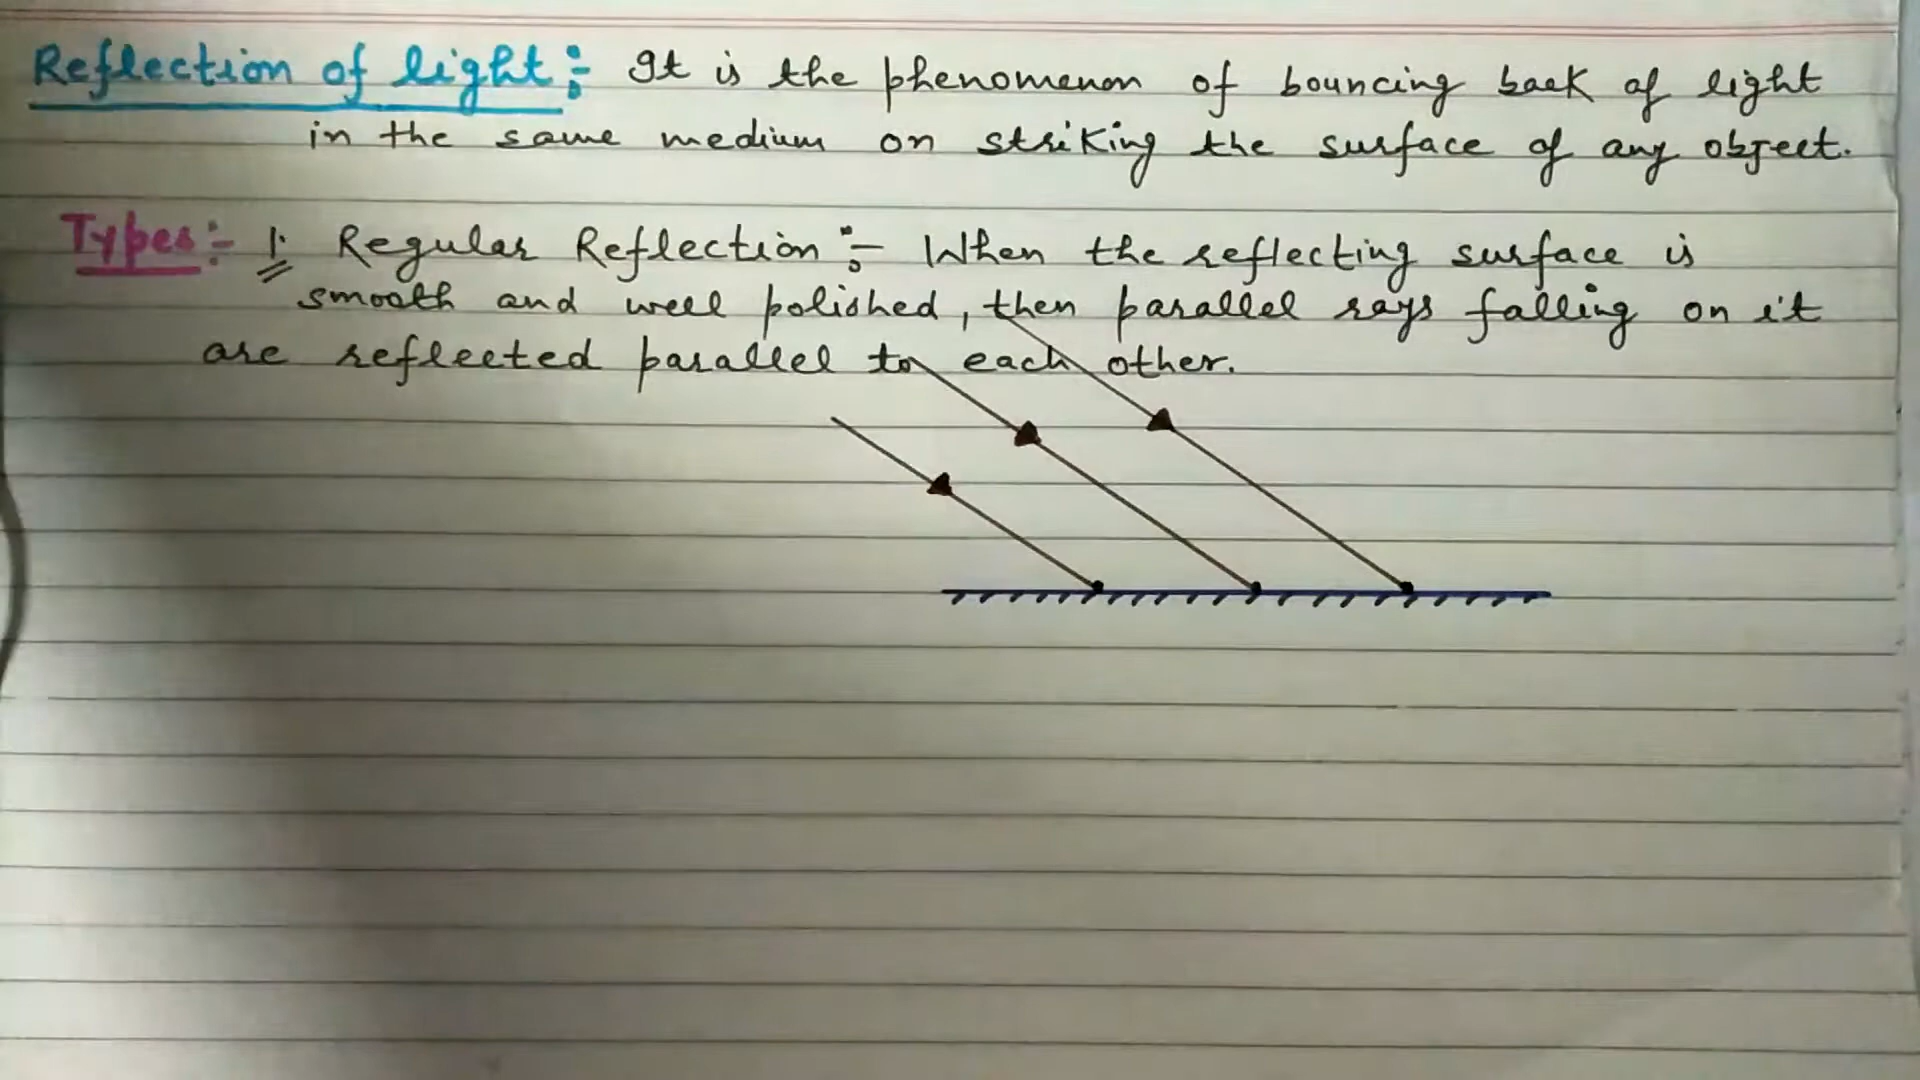 Reflection of light:- It is the phenomenon of bouncing back of light
in the same medium on striking the surface of any object.
Types:- 1. Regular Reflection:- When the reflecting surface is
smooth and well polished, then parallel rays falling on it
are reflected parallel to each other.